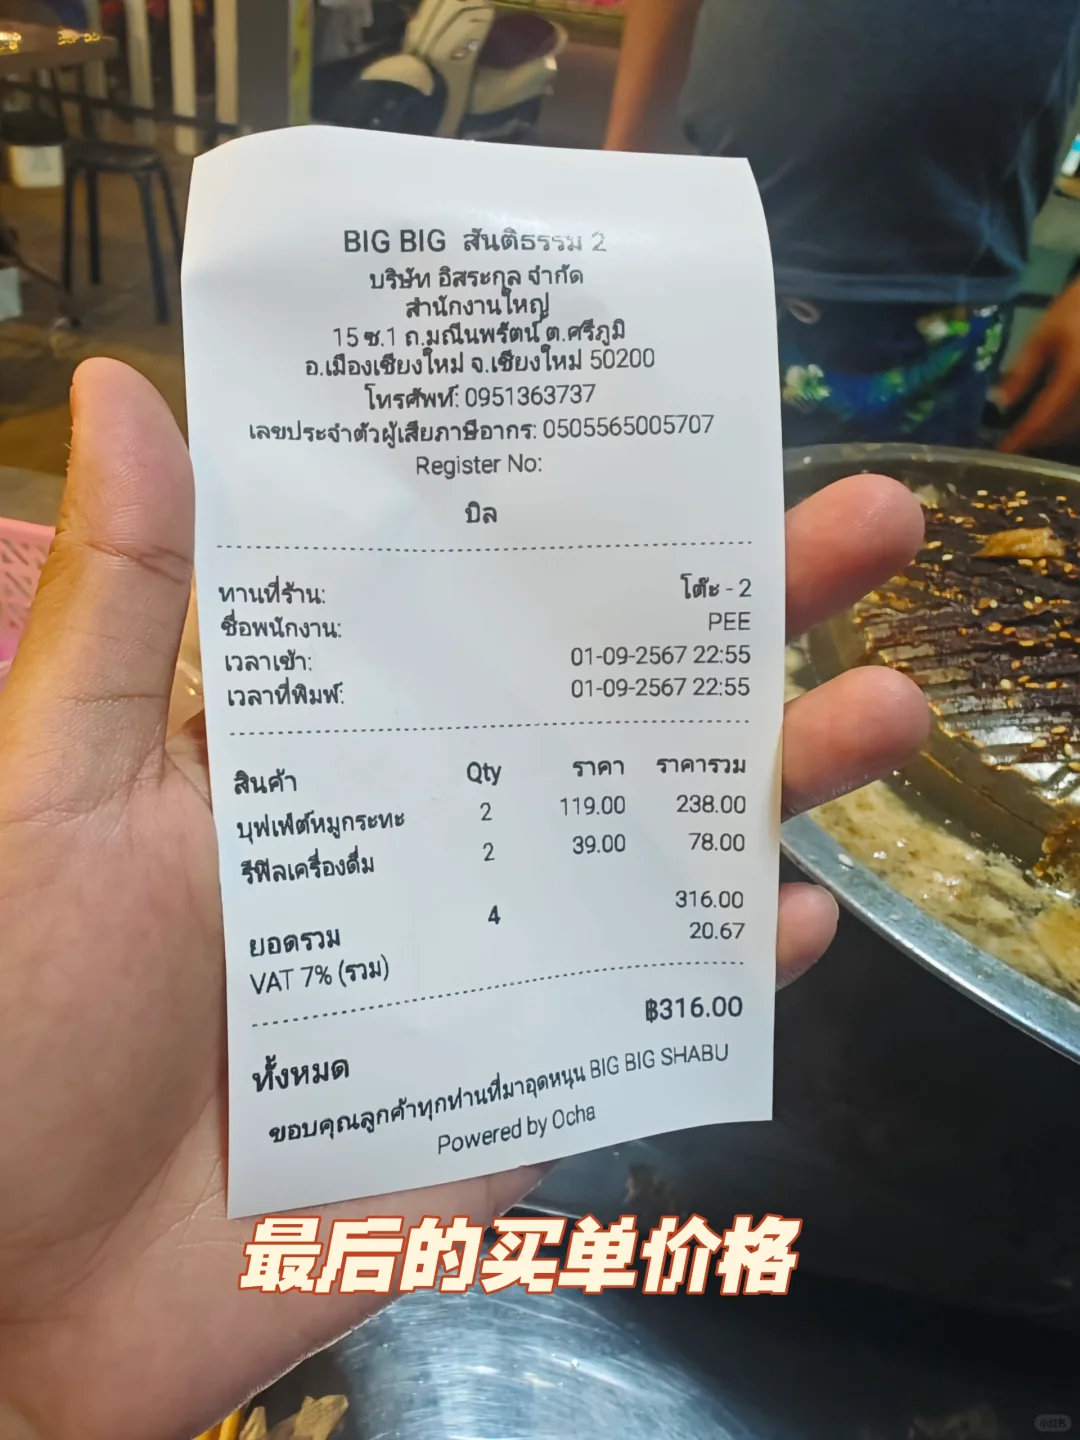 BIG BIG สันติธรรม 2
บริษัท อิสระกุล จำกัด
สำนักงานใหญ่
15 ซ.1 ถ.มณีนพรัตน์ ต.ศรีภูมิ
อ.เมืองเชียงใหม่ จ.เชียงใหม่ 50200
โทรศัพท์: 0951363737
เลขประจำตัวผู้เสียภาษีอากร: 0505565005707
Register No:
บิล
ทานที่ร้าน: โต๊ะ - 2
ชื่อพนักงาน: PEE
เวลาเข้า: 01-09-2567 22:55
เวลาที่พิมพ์: 01-09-2567 22:55
สินค้า Qty ราคา ราคารวม
บุฟเฟ่ต์หมูกระทะ 2 119.00 238.00
รีฟิลเครื่องดื่ม 2 39.00 78.00
ยอดรวม 4 316.00
VAT 7% (รวม) 20.67
ทั้งหมด ฿316.00
ขอบคุณลูกค้าทุกท่านที่มาอุดหนุน BIG BIG SHABU
Powered by Ocha
最后的买单价格
小红书